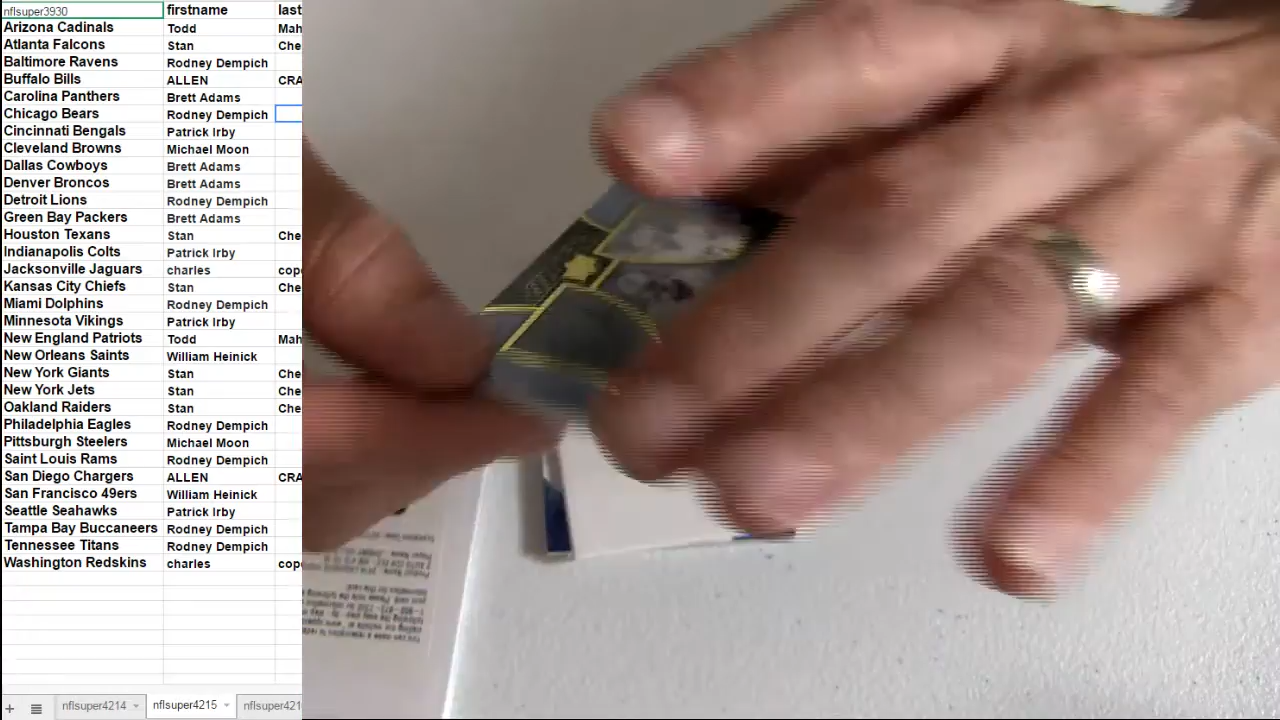 nflsuper3930 firstname last
Arizona Cadinals Todd Mah
Atlanta Falcons Stan Che
Baltimore Ravens Rodney Dempich
Buffalo Bills ALLEN CRA
Carolina Panthers Brett Adams
Chicago Bears Rodney Dempich
Cincinnati Bengals Patrick Irby
Cleveland Browns Michael Moon
Dallas Cowboys Brett Adams
Denver Broncos Brett Adams
Detroit Lions Rodney Dempich
Green Bay Packers Brett Adams
Houston Texans Stan Che
Indianapolis Colts Patrick Irby
Jacksonville Jaguars charles cope
Kansas City Chiefs Stan Che
Miami Dolphins Rodney Dempich
Minnesota Vikings Patrick Irby
New England Patriots Todd Mah
New Orleans Saints William Heinick
New York Giants Stan Che
New York Jets Stan Che
Oakland Raiders Stan Che
Philadelphia Eagles Rodney Dempich
Pittsburgh Steelers Michael Moon
Saint Louis Rams Rodney Dempich
San Diego Chargers ALLEN CRA
San Francisco 49ers William Heinick
Seattle Seahawks Patrick Irby
Tampa Bay Buccaneers Rodney Dempich
Tennessee Titans Rodney Dempich
Washington Redskins charles cope
nflsuper4214 nflsuper4215 nflsuper421